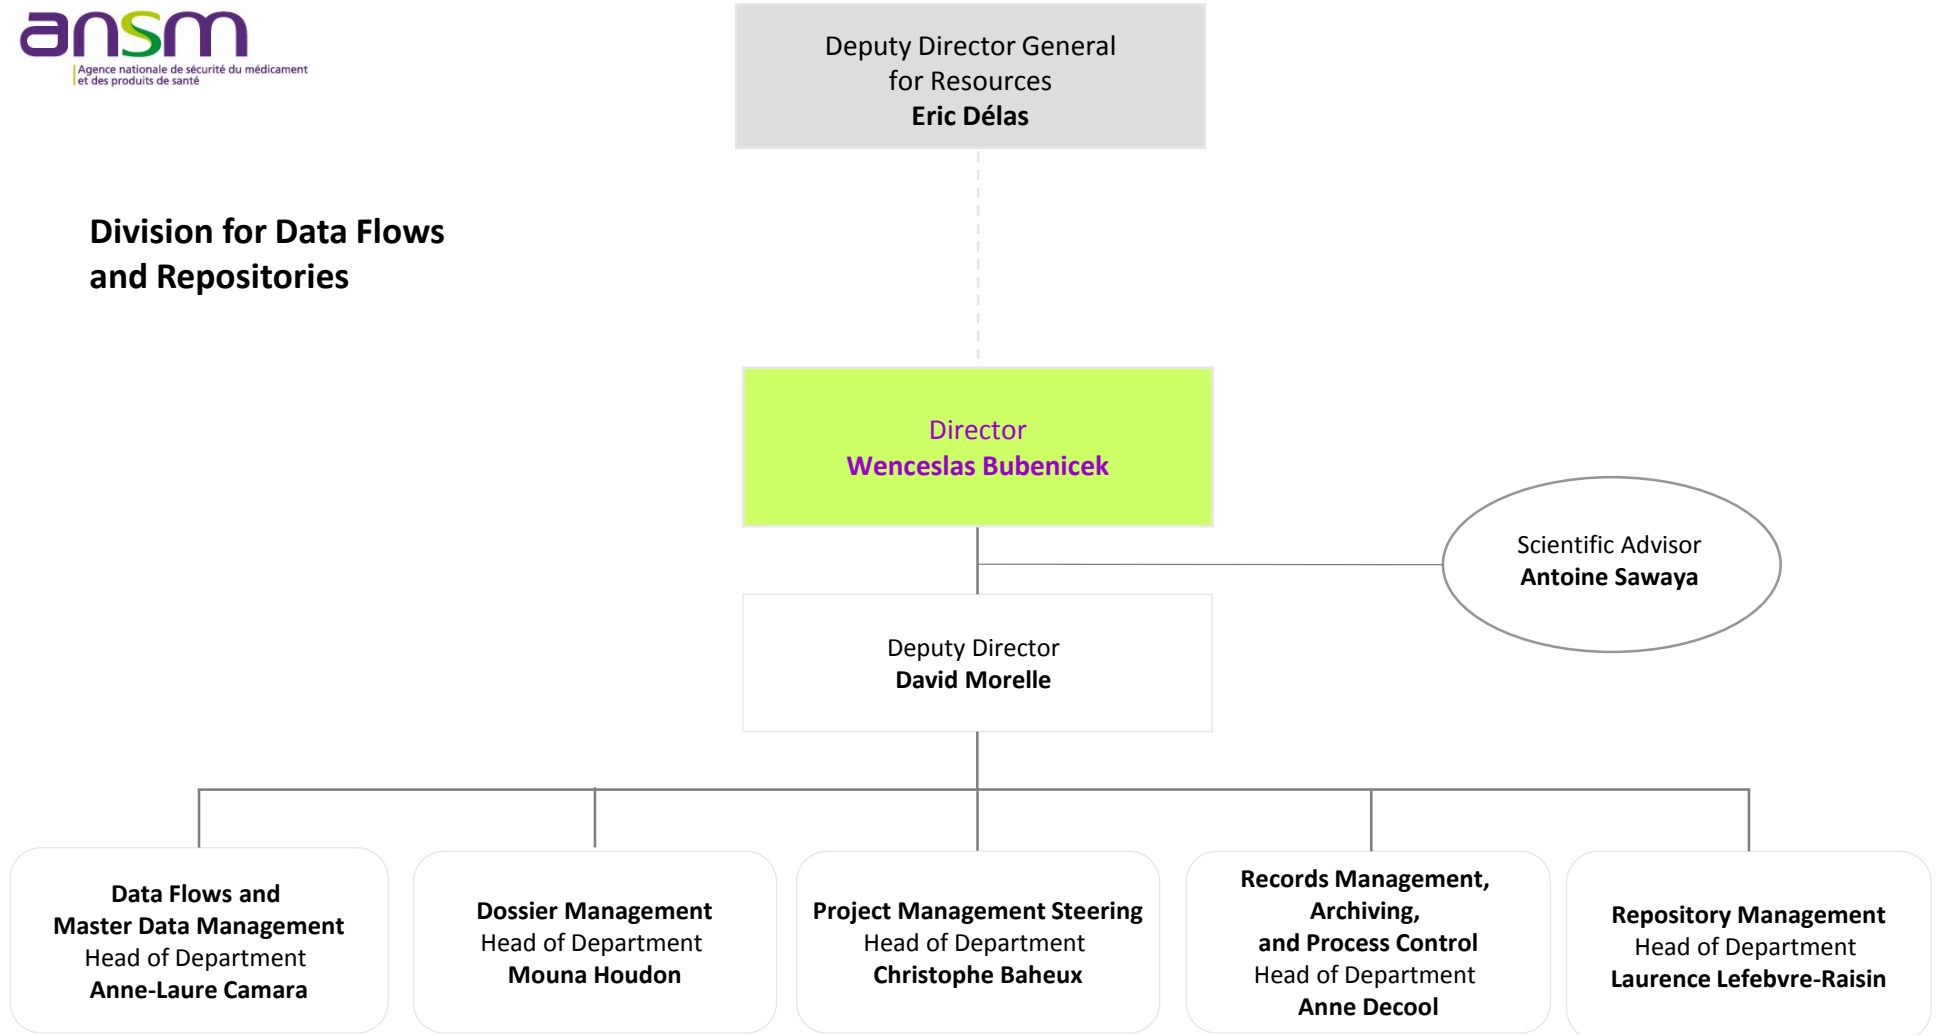 ansm
Agence nationale de sécurité du médicament
et des produits de santé
Deputy Director General
for Resources
Eric Délas
Division for Data Flows
and Repositories
Director
Wenceslas Bubenicek
Scientific Advisor
Antoine Sawaya
Deputy Director
David Morelle
Data Flows and
Master Data Management
Head of Department
Anne-Laure Camara
Dossier Management
Head of Department
Mouna Houdon
Project Management Steering
Head of Department
Christophe Baheux
Records Management,
Archiving,
and Process Control
Head of Department
Anne Decool
Repository Management
Head of Department
Laurence Lefebvre-Raisin